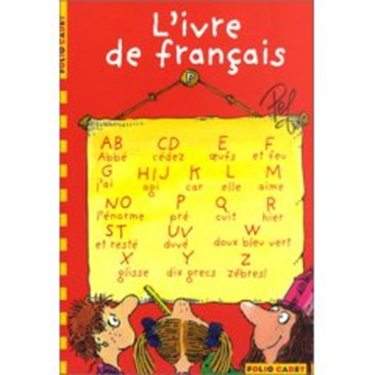 L'ivre
de français
FOLIO CADET
P
Pef
AB CD E F
Abbé cédez œufs et feu
G HIJ K L M
j'ai agi car elle aime
NO P Q R
l'énorme pré cuit hier
ST UV W
et resté duvé doux bleu vert
X Y Z
glisse dix grecs zèbres!
FOLIO CADET